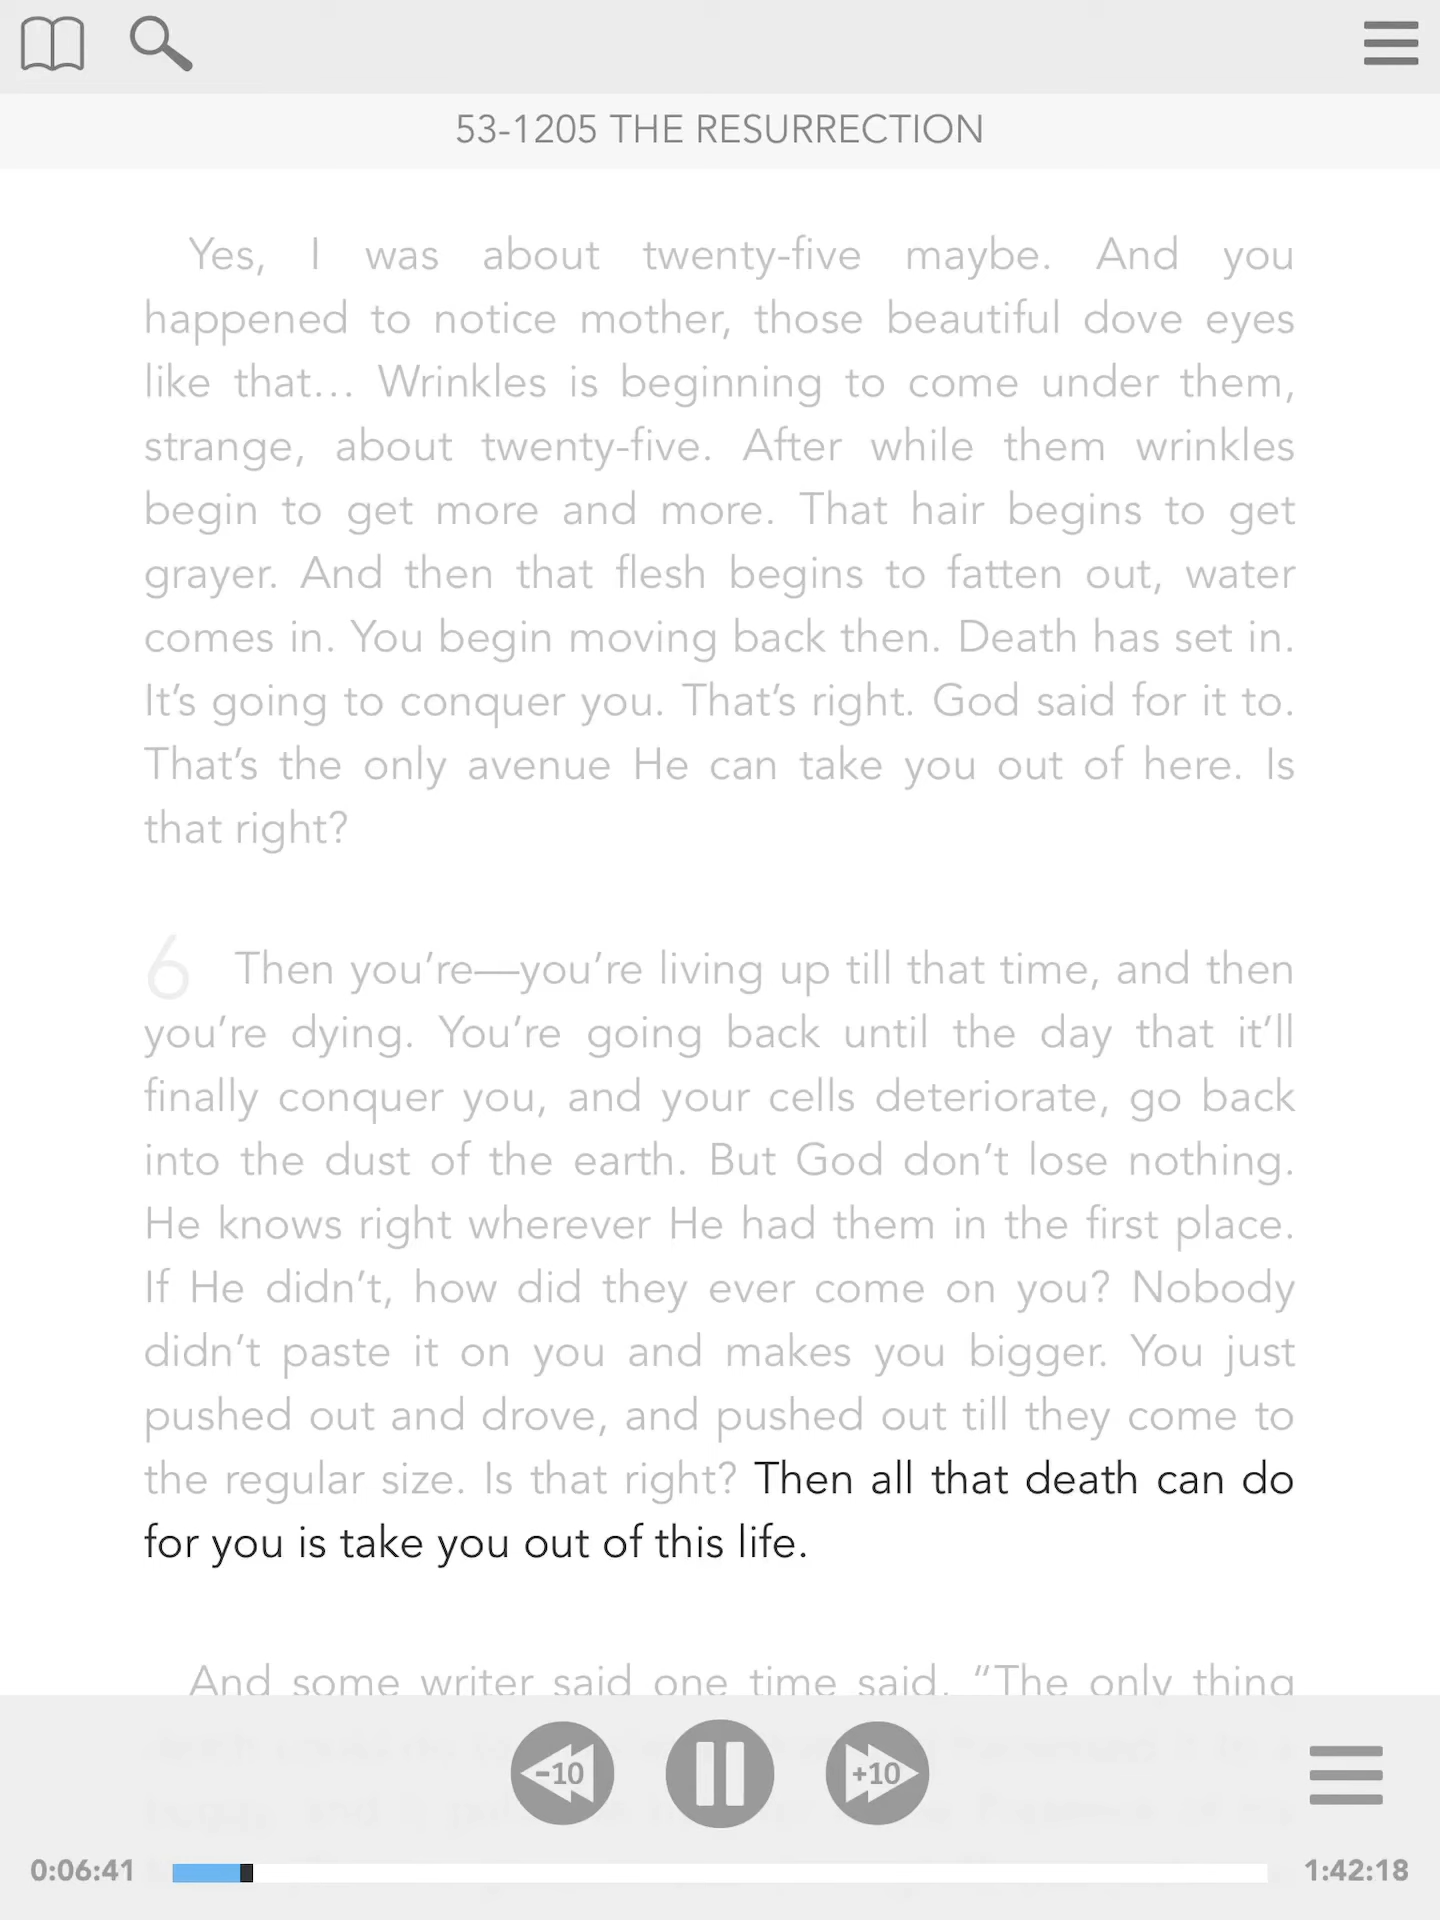 53-1205 THE RESURRECTION
Yes, I was about twenty-five maybe. And you
happened to notice mother, those beautiful dove eyes
like that… Wrinkles is beginning to come under them,
strange, about twenty-five. After while them wrinkles
begin to get more and more. That hair begins to get
grayer. And then that flesh begins to fatten out, water
comes in. You begin moving back then. Death has set in.
It’s going to conquer you. That’s right. God said for it to.
That’s the only avenue He can take you out of here. Is
that right?
6 Then you’re—you’re living up till that time, and then
you’re dying. You’re going back until the day that it’ll
finally conquer you, and your cells deteriorate, go back
into the dust of the earth. But God don’t lose nothing.
He knows right wherever He had them in the first place.
If He didn’t, how did they ever come on you? Nobody
didn’t paste it on you and makes you bigger. You just
pushed out and drove, and pushed out till they come to
the regular size. Is that right? Then all that death can do
for you is take you out of this life.
And some writer said one time said, “The only thing
-10
+10
0:06:41
1:42:18